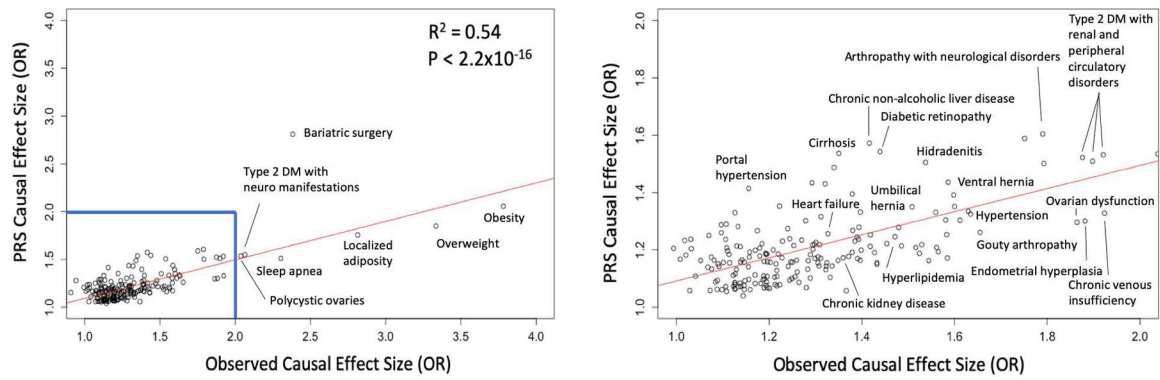 PRS Causal Effect Size (OR)
4.0
3.5
3.0
2.5
2.0
1.5
1.0
R² = 0.54
P < 2.2x10⁻¹⁶
Bariatric surgery
Type 2 DM with
neuro manifestations
Obesity
Localized
adiposity
Overweight
Sleep apnea
Polycystic ovaries
1.0
1.5
2.0
2.5
3.0
3.5
4.0
Observed Causal Effect Size (OR)
PRS Causal Effect Size (OR)
2.0
1.8
1.6
1.4
1.2
1.0
Type 2 DM with
renal and
peripheral
circulatory
disorders
Arthropathy with neurological disorders
Chronic non-alcoholic liver disease
Diabetic retinopathy
Cirrhosis
Hidradenitis
Portal
hypertension
Ventral hernia
Umbilical
hernia
Heart failure
Ovarian dysfunction
Hypertension
Gouty arthropathy
Endometrial hyperplasia
Hyperlipidemia
Chronic venous
insufficiency
Chronic kidney disease
1.0
1.2
1.4
1.6
1.8
2.0
Observed Causal Effect Size (OR)